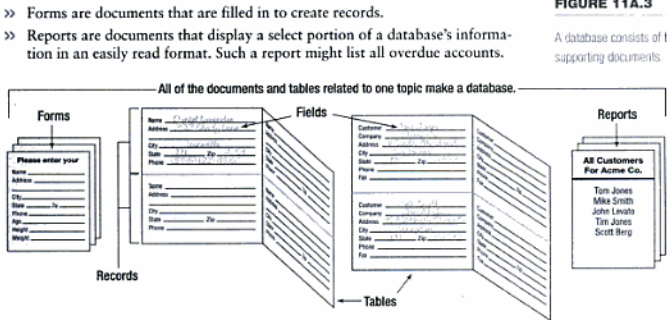 » Forms are documents that are filled in to create records.
» Reports are documents that display a select portion of a database's informa-
tion in an easily read format. Such a report might list all overdue accounts.
FIGURE 11A.3
A database consists of t
supporting documents.
All of the documents and tables related to one topic make a database.
Forms
Fields
Reports
Please enter your
Name
Address
City
State Zip
Phone
Age
Height
Weight
Name
Address
City
State Zip
Phone
Name
Address
City
State Zip
Phone
Customer
Company
Address
City
State Zip
Phone
Fax
Customer
Company
Address
City
State Zip
Phone
Fax
All Customers
For Acme Co.
Tom Jones
Mike Smith
John Levato
Tim Jones
Scott Berg
Records
Tables